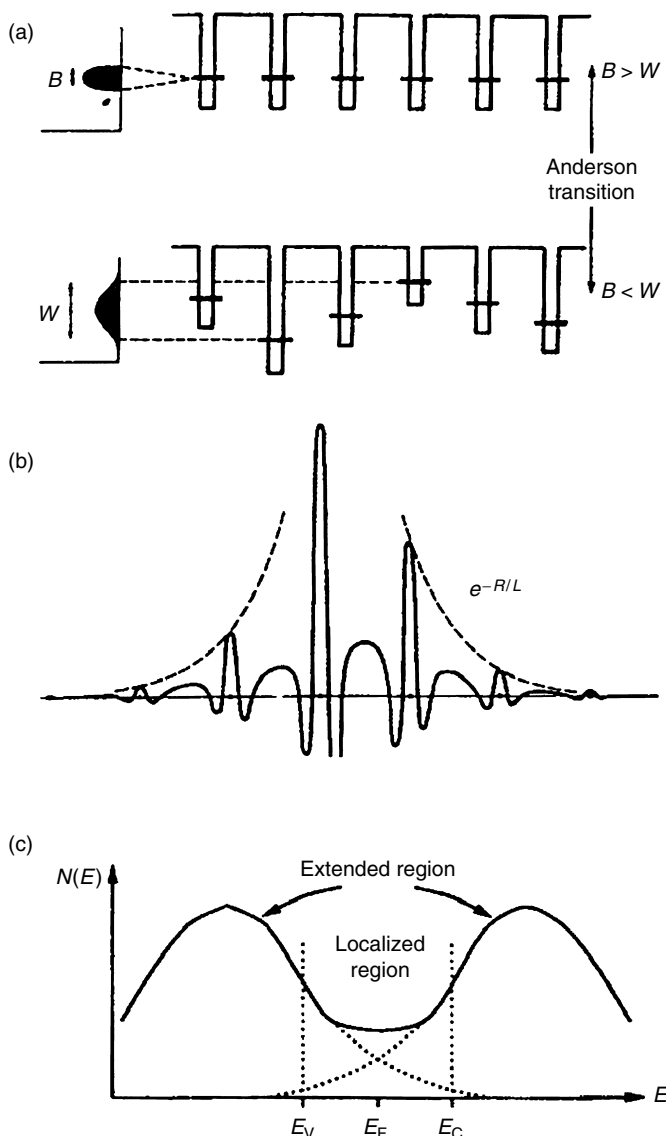 (a)
B
B > W
Anderson
transition
W
B < W
(b)
e^{–R/L}
(c)
N(E)
Extended region
Localized
region
E
E_V
E_F
E_C